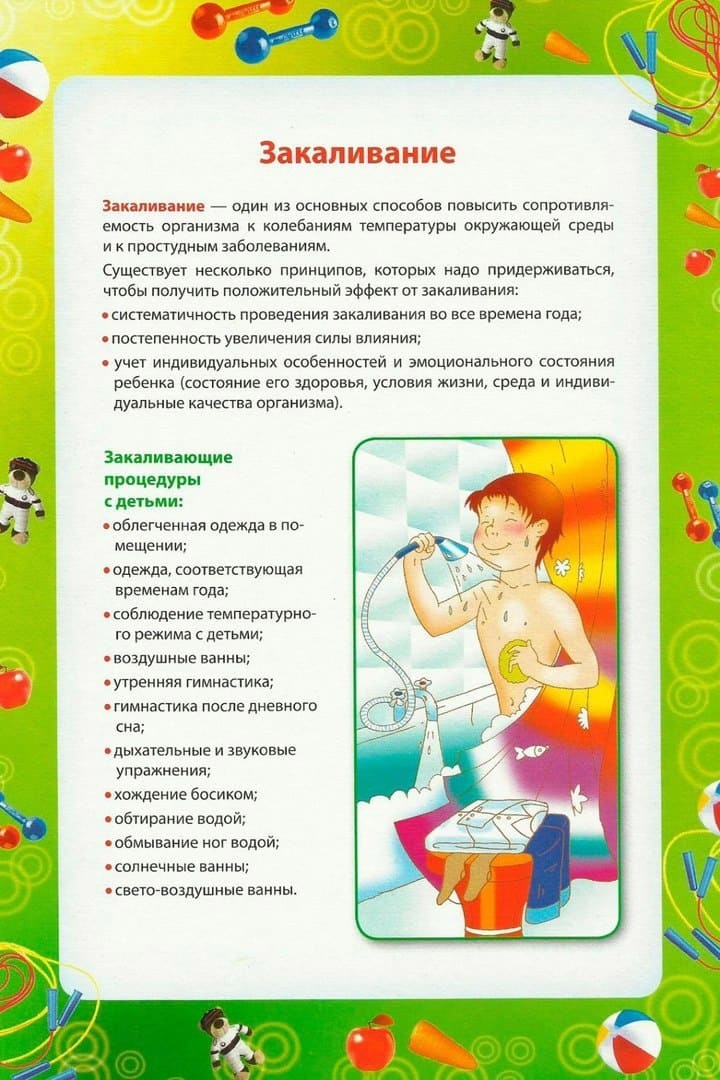 Закаливание
Закаливание — один из основных способов повысить сопротивля-
емость организма к колебаниям температуры окружающей среды
и к простудным заболеваниям.
Существует несколько принципов, которых надо придерживаться,
чтобы получить положительный эффект от закаливания:
• систематичность проведения закаливания во все времена года;
• постепенность увеличения силы влияния;
• учет индивидуальных особенностей и эмоционального состояния
ребенка (состояние его здоровья, условия жизни, среда и индиви-
дуальные качества организма).
Закаливающие
процедуры
с детьми:
• облегченная одежда в по-
мещении;
• одежда, соответствующая
временам года;
• соблюдение температурно-
го режима с детьми;
• воздушные ванны;
• утренняя гимнастика;
• гимнастика после дневного
сна;
• дыхательные и звуковые
упражнения;
• хождение босиком;
• обтирание водой;
• обмывание ног водой;
• солнечные ванны;
• свето-воздушные ванны.